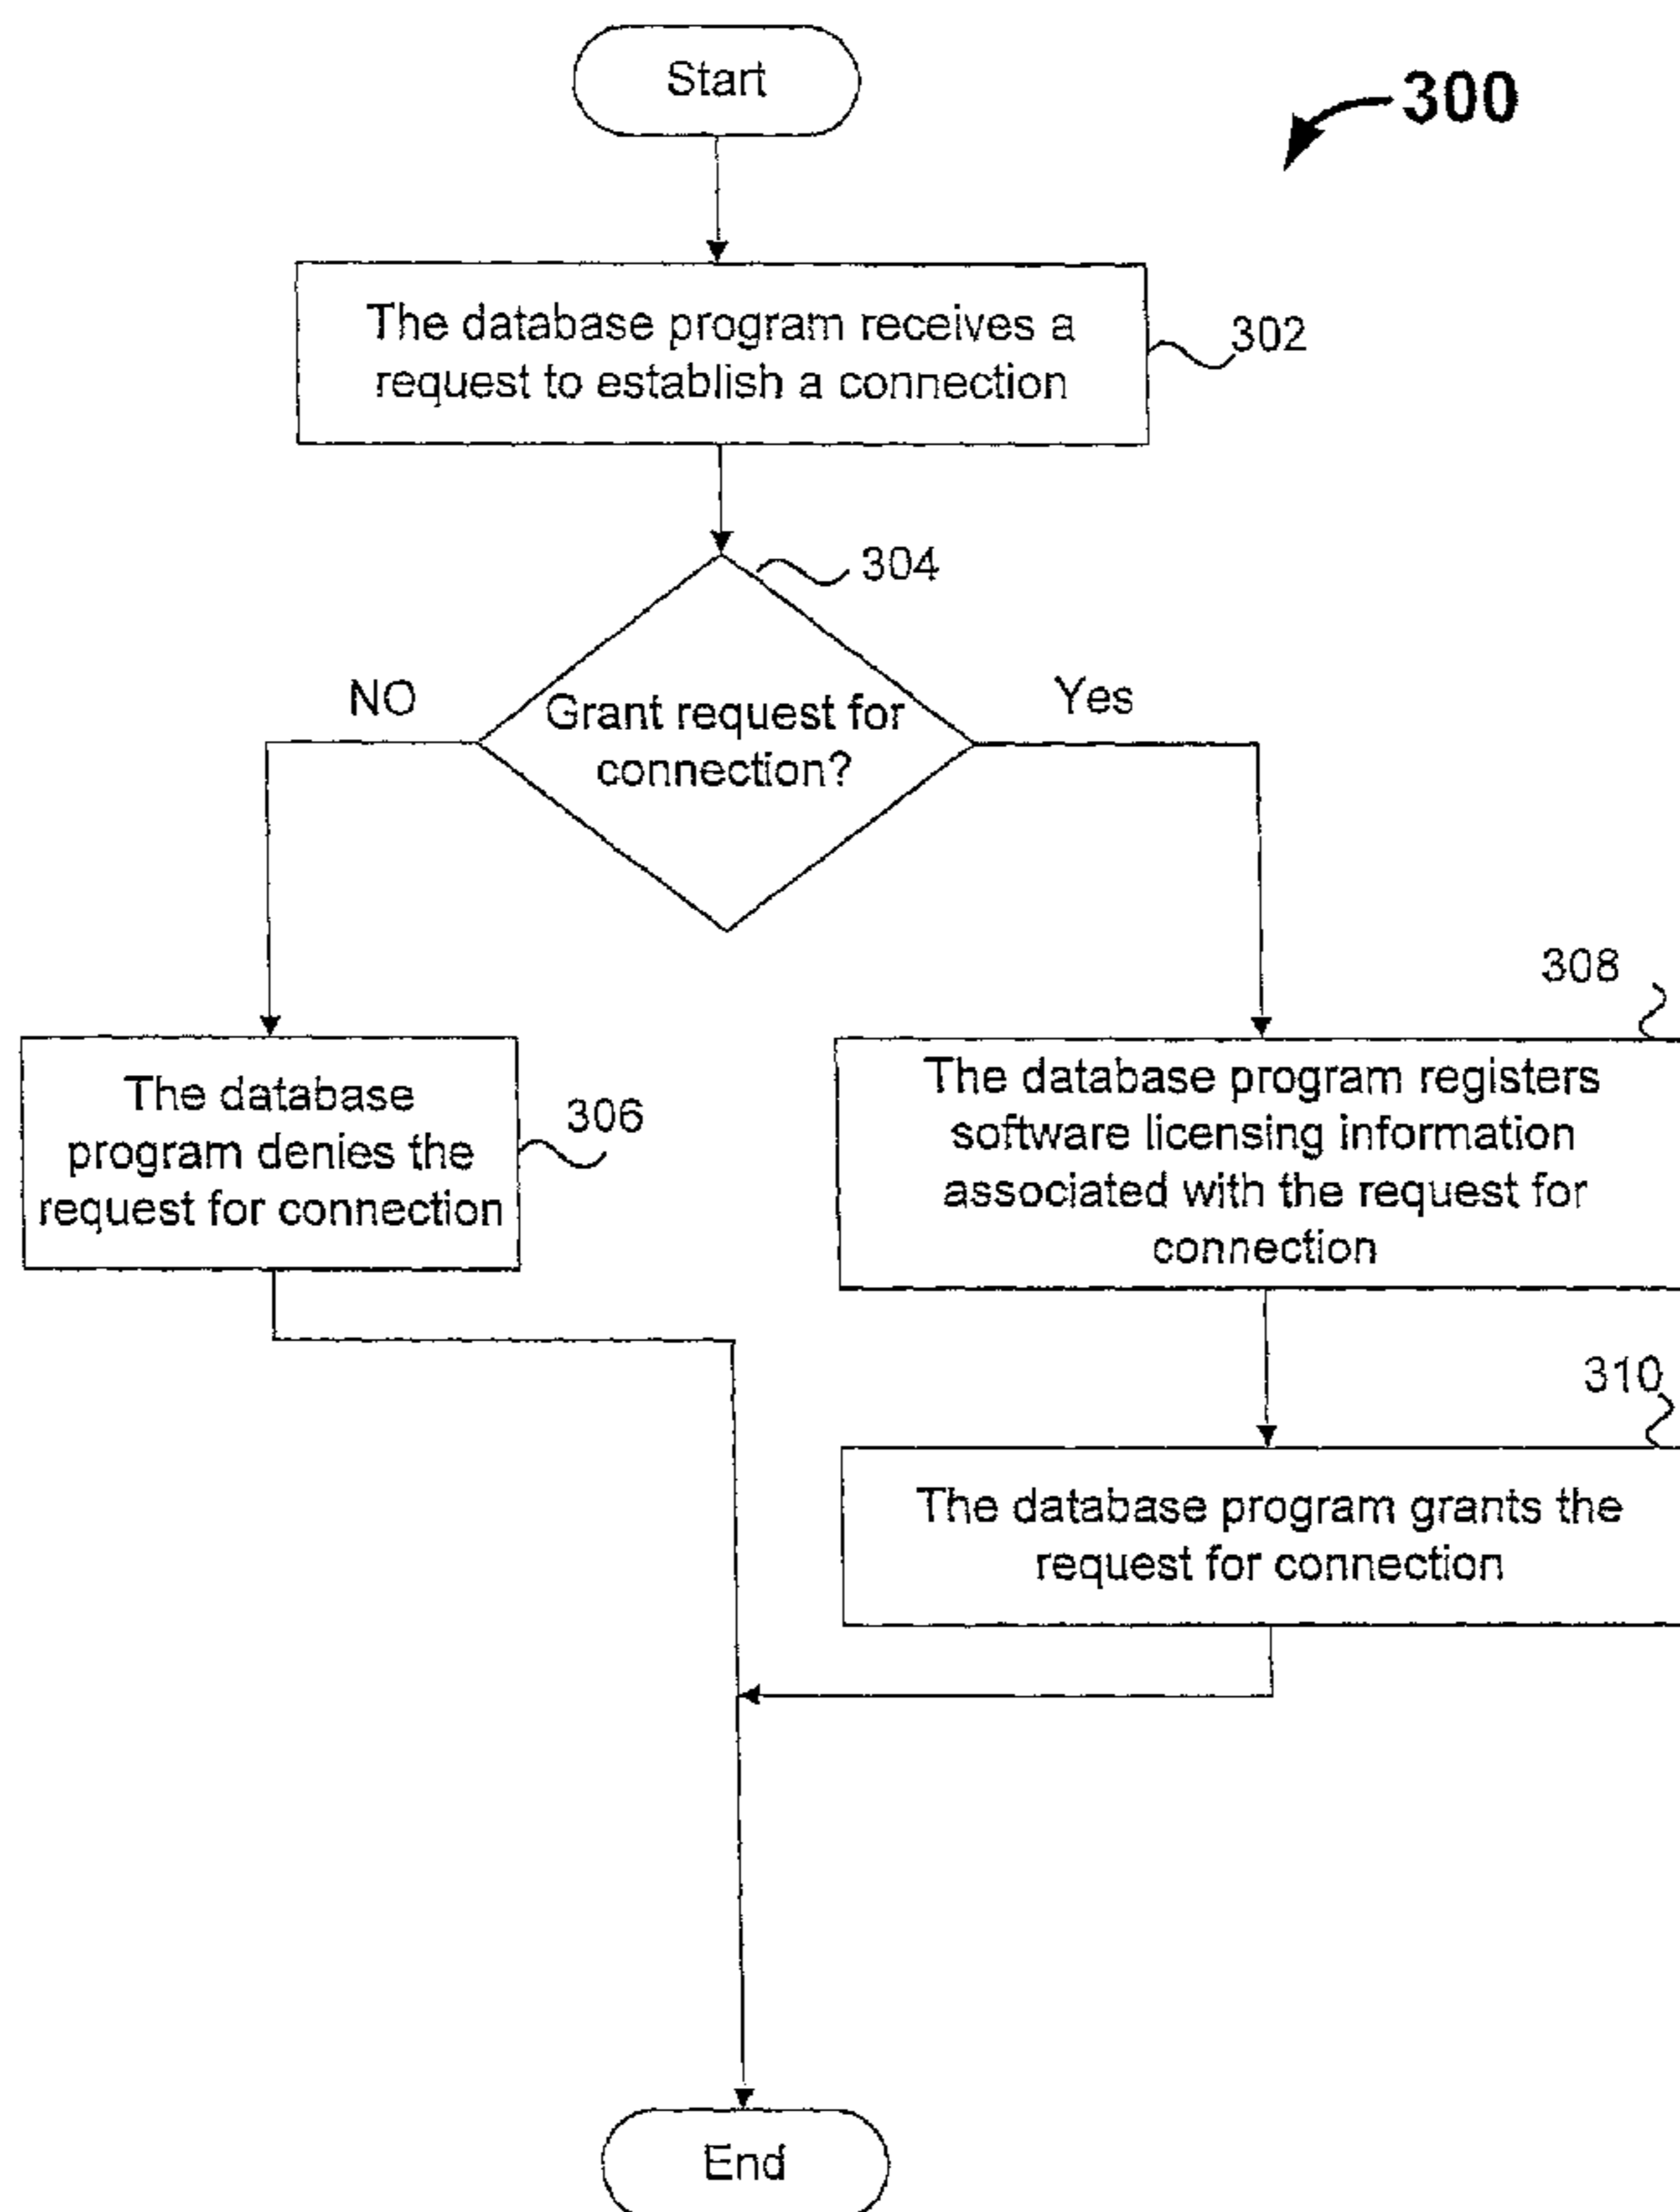 Start
300
The database program receives a
request to establish a connection
302
304
NO
Grant request for
connection?
Yes
308
The database
program denies the
request for connection
306
The database program registers
software licensing information
associated with the request for
connection
310
The database program grants the
request for connection
End